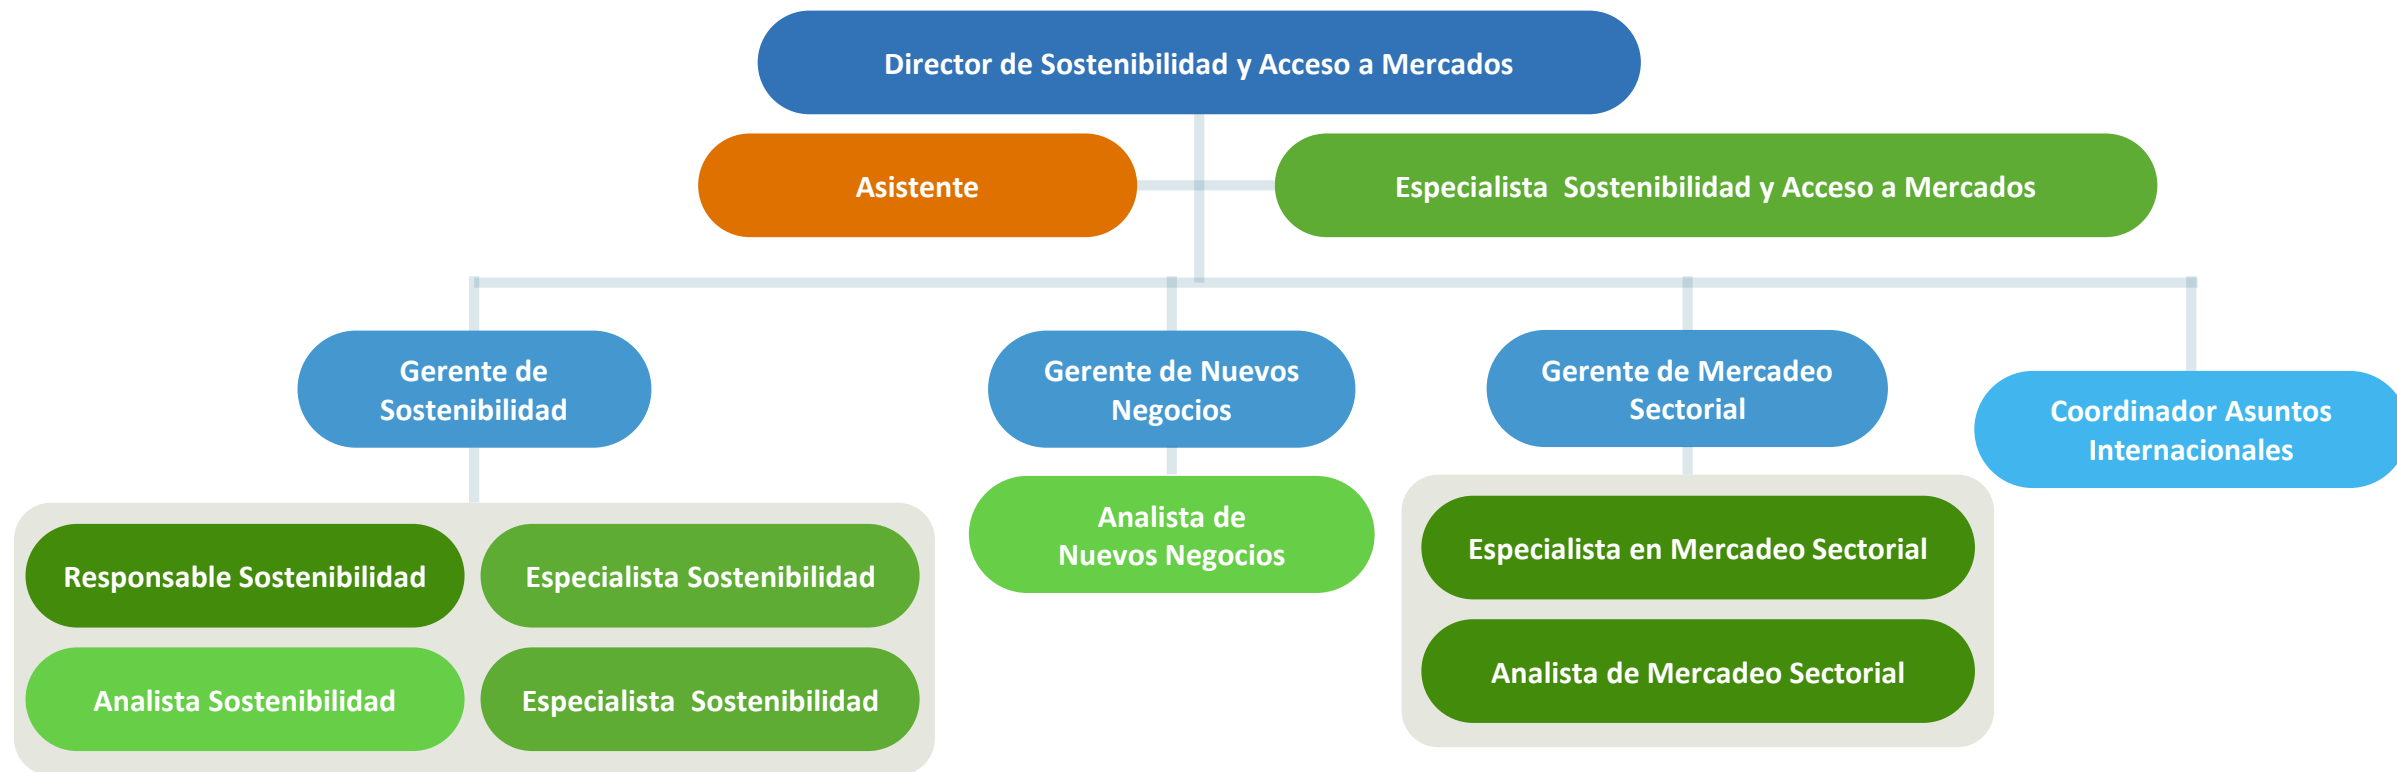 Director de Sostenibilidad y Acceso a Mercados
Asistente
Especialista  Sostenibilidad y Acceso a Mercados
Gerente de
Sostenibilidad
Gerente de Nuevos
Negocios
Gerente de Mercadeo
Sectorial
Coordinador Asuntos
Internacionales
Responsable Sostenibilidad
Especialista Sostenibilidad
Analista Sostenibilidad
Especialista  Sostenibilidad
Analista de
Nuevos Negocios
Especialista en Mercadeo Sectorial
Analista de Mercadeo Sectorial